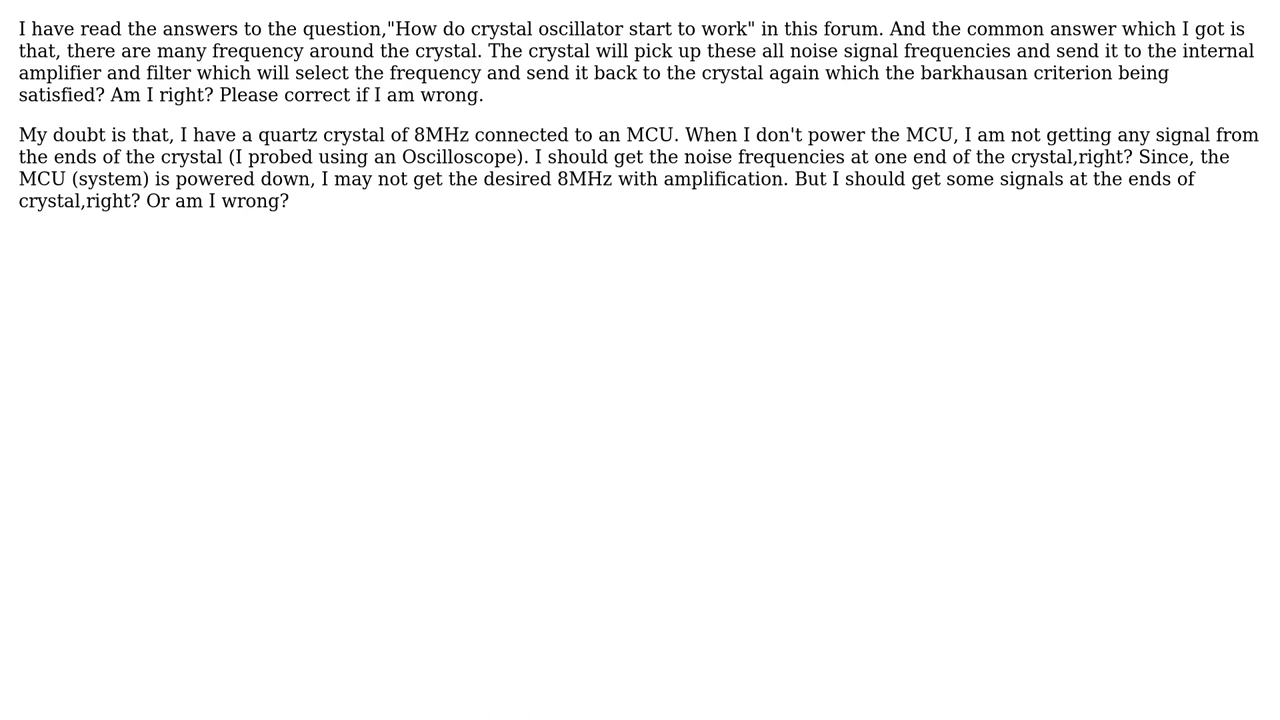 I have read the answers to the question,"How do crystal oscillator start to work" in this forum. And the common answer which I got is
that, there are many frequency around the crystal. The crystal will pick up these all noise signal frequencies and send it to the internal
amplifier and filter which will select the frequency and send it back to the crystal again which the barkhausan criterion being
satisfied? Am I right? Please correct if I am wrong.
My doubt is that, I have a quartz crystal of 8MHz connected to an MCU. When I don't power the MCU, I am not getting any signal from
the ends of the crystal (I probed using an Oscilloscope). I should get the noise frequencies at one end of the crystal,right? Since, the
MCU (system) is powered down, I may not get the desired 8MHz with amplification. But I should get some signals at the ends of
crystal,right? Or am I wrong?